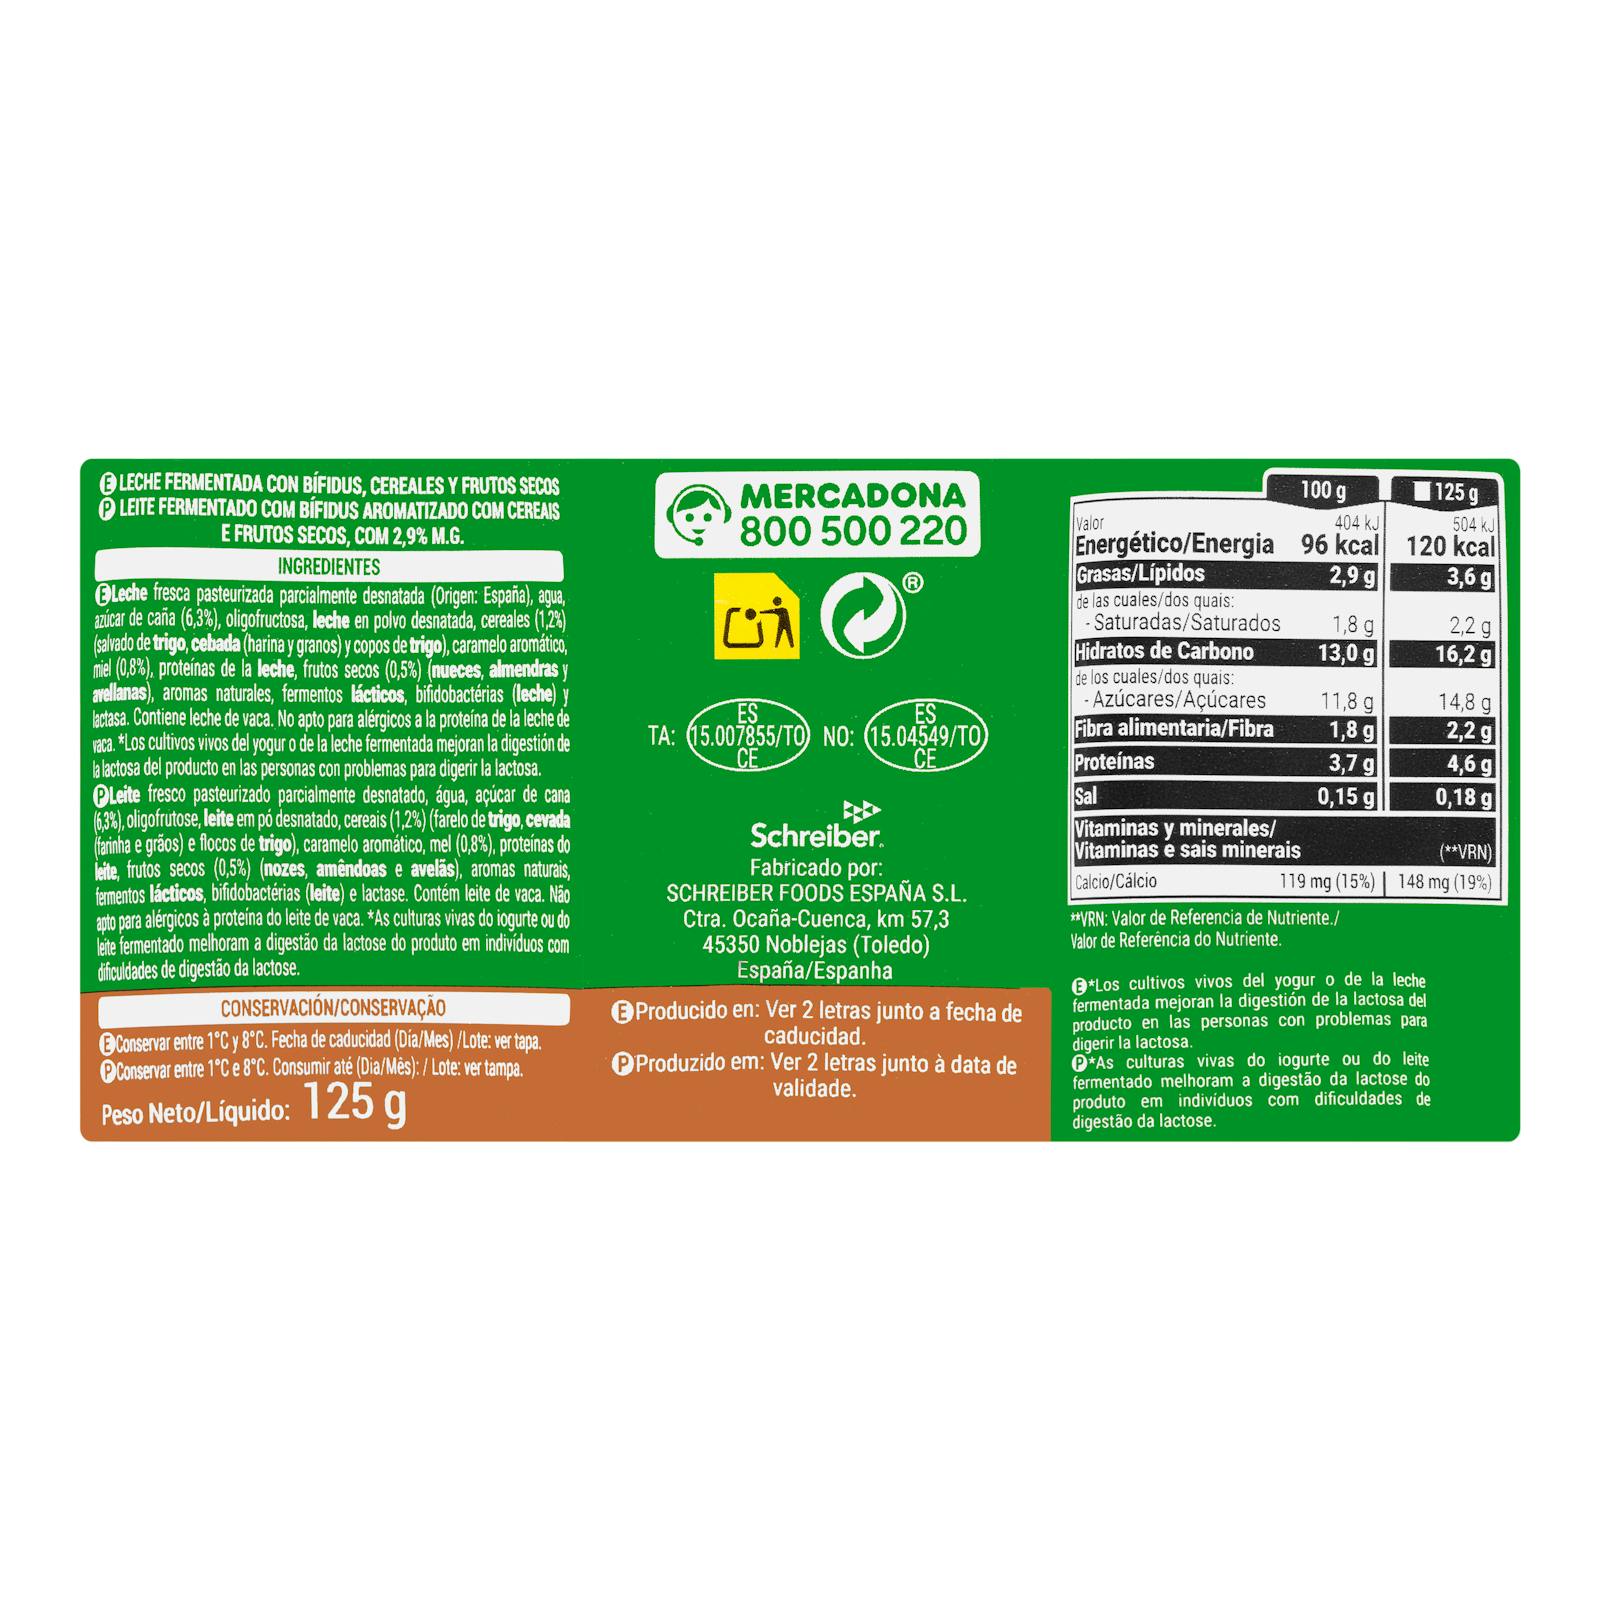 E LECHE FERMENTADA CON BÍFIDUS, CEREALES Y FRUTOS SECOS
P LEITE FERMENTADO COM BÍFIDUS AROMATIZADO COM CEREAIS
E FRUTOS SECOS, COM 2,9% M.G.
INGREDIENTES
E Leche fresca pasteurizada parcialmente desnatada (Origen: España), agua,
azúcar de caña (6,3%), oligofructosa, leche en polvo desnatada, cereales (1,2%)
(salvado de trigo, cebada (harina y granos) y copos de trigo), caramelo aromático,
miel (0,8%), proteínas de la leche, frutos secos (0,5%) (nueces, almendras y
avellanas), aromas naturales, fermentos lácticos, bifidobactérias (leche) y
lactasa. Contiene leche de vaca. No apto para alérgicos a la proteína de la leche de
vaca. *Los cultivos vivos del yogur o de la leche fermentada mejoran la digestión de
la lactosa del producto en las personas con problemas para digerir la lactosa.
P Leite fresco pasteurizado parcialmente desnatado, água, açúcar de cana
(6,3%), oligofrutose, leite em pó desnatado, cereais (1,2%) (farelo de trigo, cevada
(farinha e grãos) e flocos de trigo), caramelo aromático, mel (0,8%), proteínas do
leite, frutos secos (0,5%) (nozes, amêndoas e avelãs), aromas naturais,
fermentos lácticos, bifidobactérias (leite) e lactase. Contém leite de vaca. Não
apto para alérgicos à proteína do leite de vaca. *As culturas vivas do iogurte ou do
leite fermentado melhoram a digestão da lactose do produto em indivíduos com
dificuldades de digestão da lactose.
CONSERVACIÓN/CONSERVAÇÃO
E Conservar entre 1°C y 8°C. Fecha de caducidad (Día/Mes) /Lote: ver tapa.
P Conservar entre 1°C e 8°C. Consumir até (Dia/Mês): / Lote: ver tampa.
Peso Neto/Líquido: 125 g
MERCADONA
800 500 220
®
TA: ES 15.007855/TO CE NO: ES 15.04549/TO CE
Schreiber.
Fabricado por:
SCHREIBER FOODS ESPAÑA S.L.
Ctra. Ocaña-Cuenca, km 57,3
45350 Noblejas (Toledo)
España/Espanha
E Producido en: Ver 2 letras junto a fecha de
caducidad.
P Produzido em: Ver 2 letras junto à data de
validade.
100 g 125 g
Valor 404 kJ 504 kJ
Energético/Energia 96 kcal 120 kcal
Grasas/Lípidos 2,9 g 3,6 g
de las cuales/dos quais:
- Saturadas/Saturados 1,8 g 2,2 g
Hidratos de Carbono 13,0 g 16,2 g
de los cuales/dos quais:
- Azúcares/Açúcares 11,8 g 14,8 g
Fibra alimentaria/Fibra 1,8 g 2,2 g
Proteínas 3,7 g 4,6 g
Sal 0,15 g 0,18 g
Vitaminas y minerales/
Vitaminas e sais minerais (**VRN)
Calcio/Cálcio 119 mg (15%) 148 mg (19%)
**VRN: Valor de Referencia de Nutriente./
Valor de Referência do Nutriente.
E *Los cultivos vivos del yogur o de la leche
fermentada mejoran la digestión de la lactosa del
producto en las personas con problemas para
digerir la lactosa.
P *As culturas vivas do iogurte ou do leite
fermentado melhoram a digestão da lactose do
produto em indivíduos com dificuldades de
digestão da lactose.